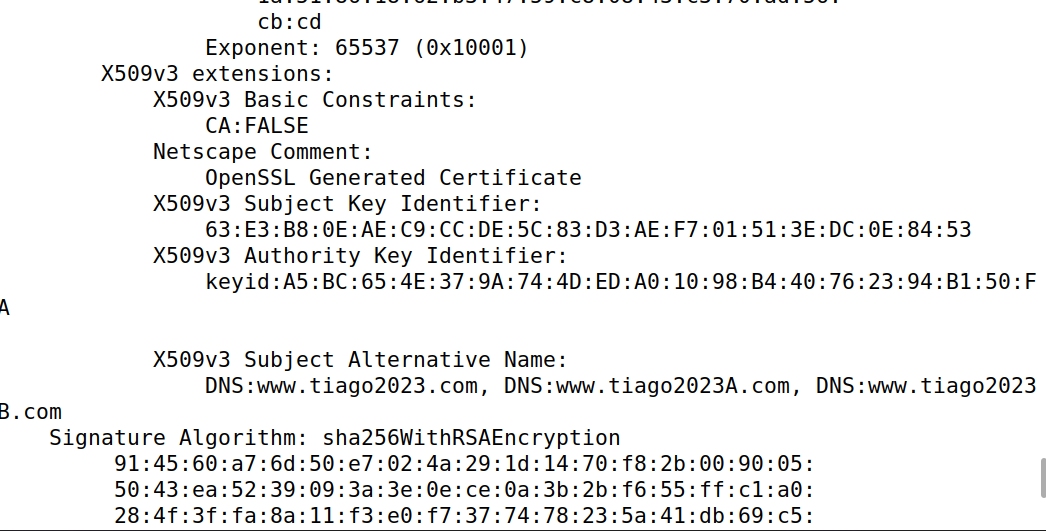 cb:cd
Exponent: 65537 (0x10001)
X509v3 extensions:
X509v3 Basic Constraints:
CA:FALSE
Netscape Comment:
OpenSSL Generated Certificate
X509v3 Subject Key Identifier:
63:E3:B8:0E:AE:C9:CC:DE:5C:83:D3:AE:F7:01:51:3E:DC:0E:84:53
X509v3 Authority Key Identifier:
keyid:A5:BC:65:4E:37:9A:74:4D:ED:A0:10:98:B4:40:76:23:94:B1:50:F
A
X509v3 Subject Alternative Name:
DNS:www.tiago2023.com, DNS:www.tiago2023A.com, DNS:www.tiago2023
B.com
Signature Algorithm: sha256WithRSAEncryption
91:45:60:a7:6d:50:e7:02:4a:29:1d:14:70:f8:2b:00:90:05:
50:43:ea:52:39:09:3a:3e:0e:ce:0a:3b:2b:f6:55:ff:c1:a0:
28:4f:3f:fa:8a:11:f3:e0:f7:37:74:78:23:5a:41:db:69:c5: